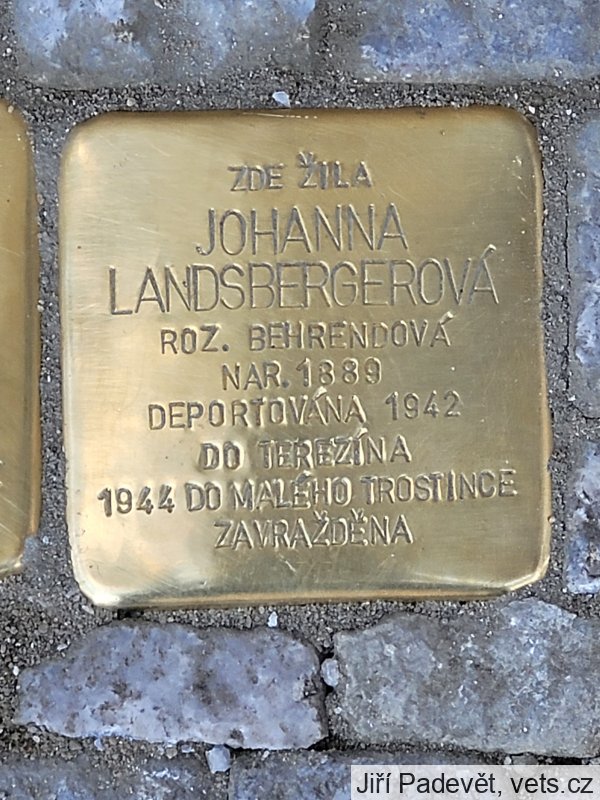 ZDE ŽILA
JOHANNA
LANDSBERGEROVÁ
ROZ. BEHRENDOVÁ
NAR. 1889
DEPORTOVÁNA 1942
DO TEREZÍNA
1944 DO MALÉHO TROSTINCE
ZAVRAŽDĚNA
Jiří Padevět, vets.cz